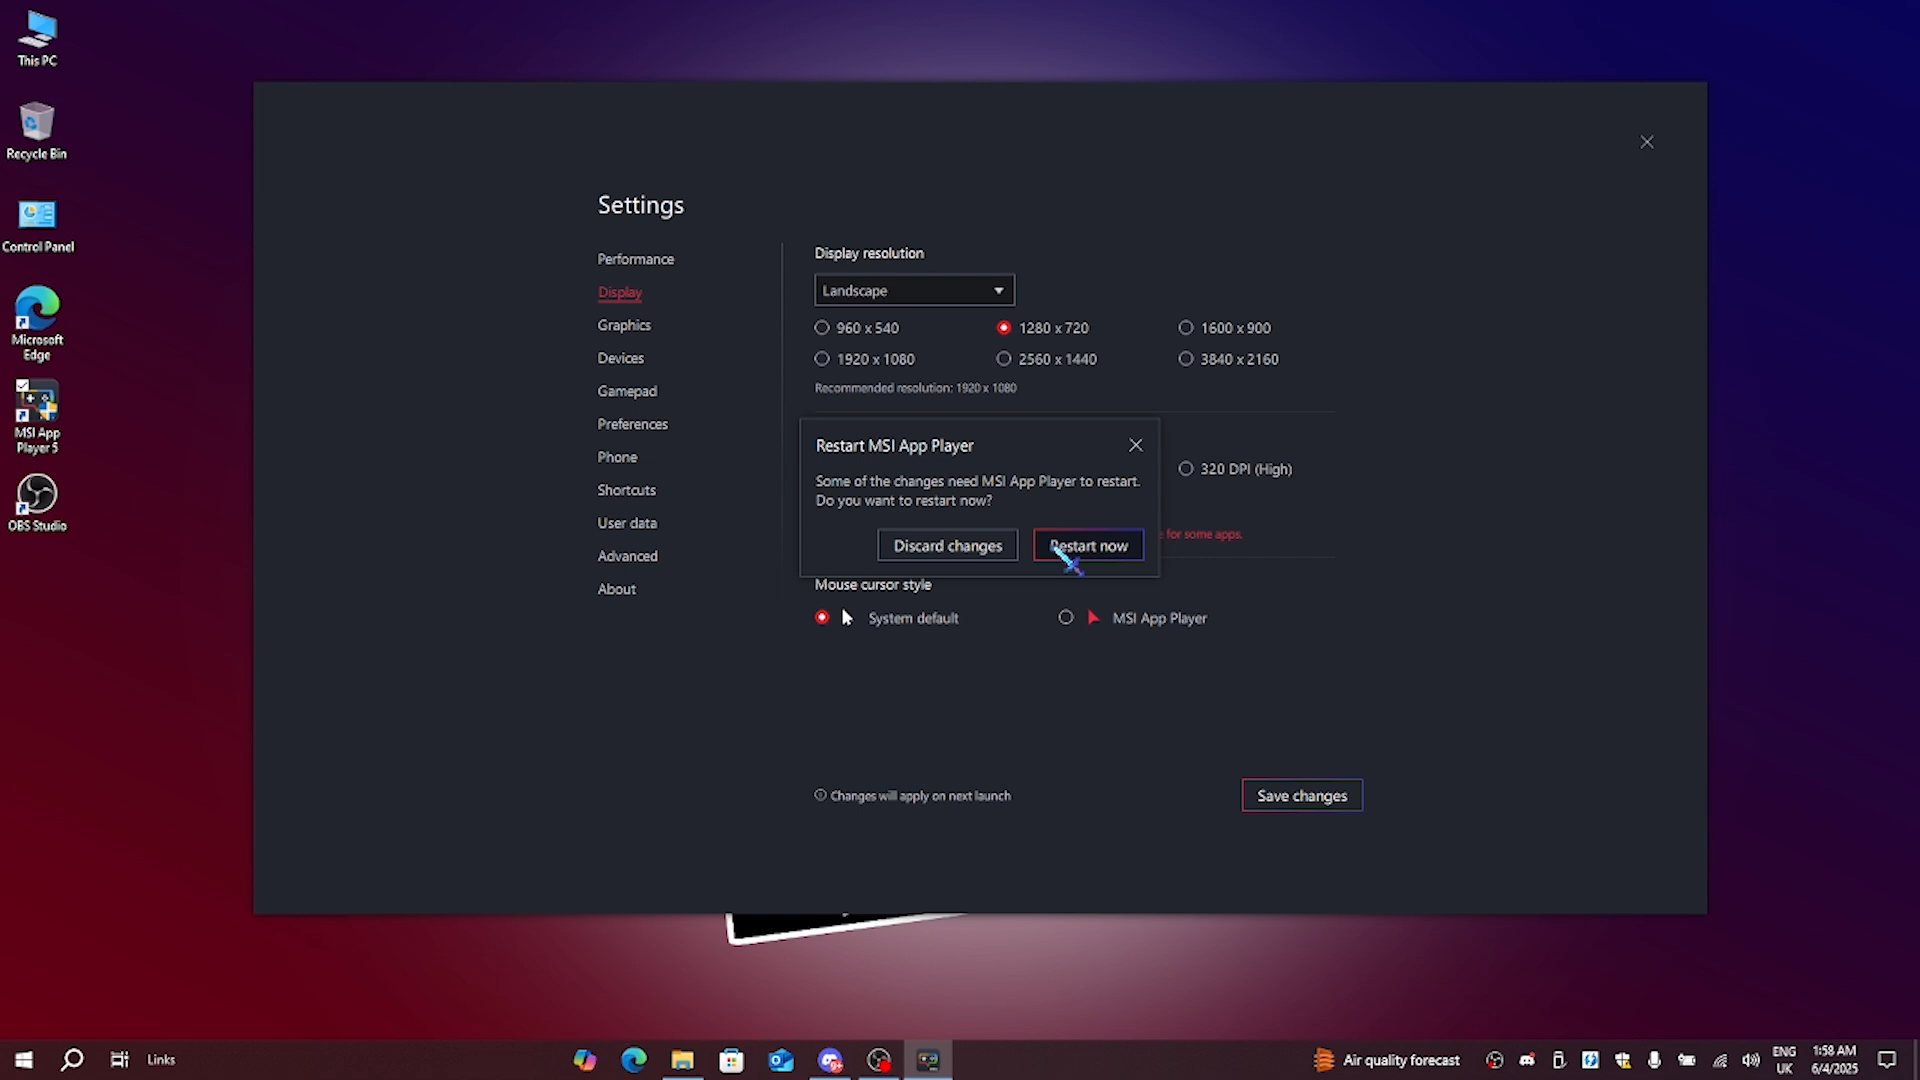 This PC
Recycle Bin
Control Panel
Microsoft
Edge
MSI App
Player 5
OBS Studio
Settings
Performance
Display
Graphics
Devices
Gamepad
Preferences
Phone
Shortcuts
User data
Advanced
About
Display resolution
Landscape
960 x 540
1280 x 720
1600 x 900
1920 x 1080
2560 x 1440
3840 x 2160
Recommended resolution: 1920 x 1080
320 DPI (High)
for some apps.
Restart MSI App Player
Some of the changes need MSI App Player to restart.
Do you want to restart now?
Discard changes
Restart now
Mouse cursor style
System default
MSI App Player
Changes will apply on next launch
Save changes
Links
9+
Air quality forecast
ENG
UK
1:58 AM
6/4/2025